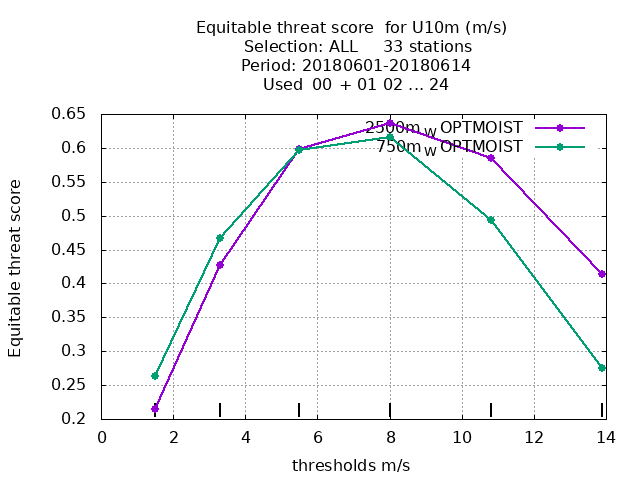 Equitable threat score for U10m (m/s)
Selection: ALL 33 stations
Period: 20180601-20180614
Used 00 + 01 02 ... 24
0.65
0.6
0.55
0.5
0.45
0.4
0.35
0.3
0.25
0.2
Equitable threat score
2500m W OPTMOIST
750m W OPTMOIST
0 2 4 6 8 10 12 14
thresholds m/s